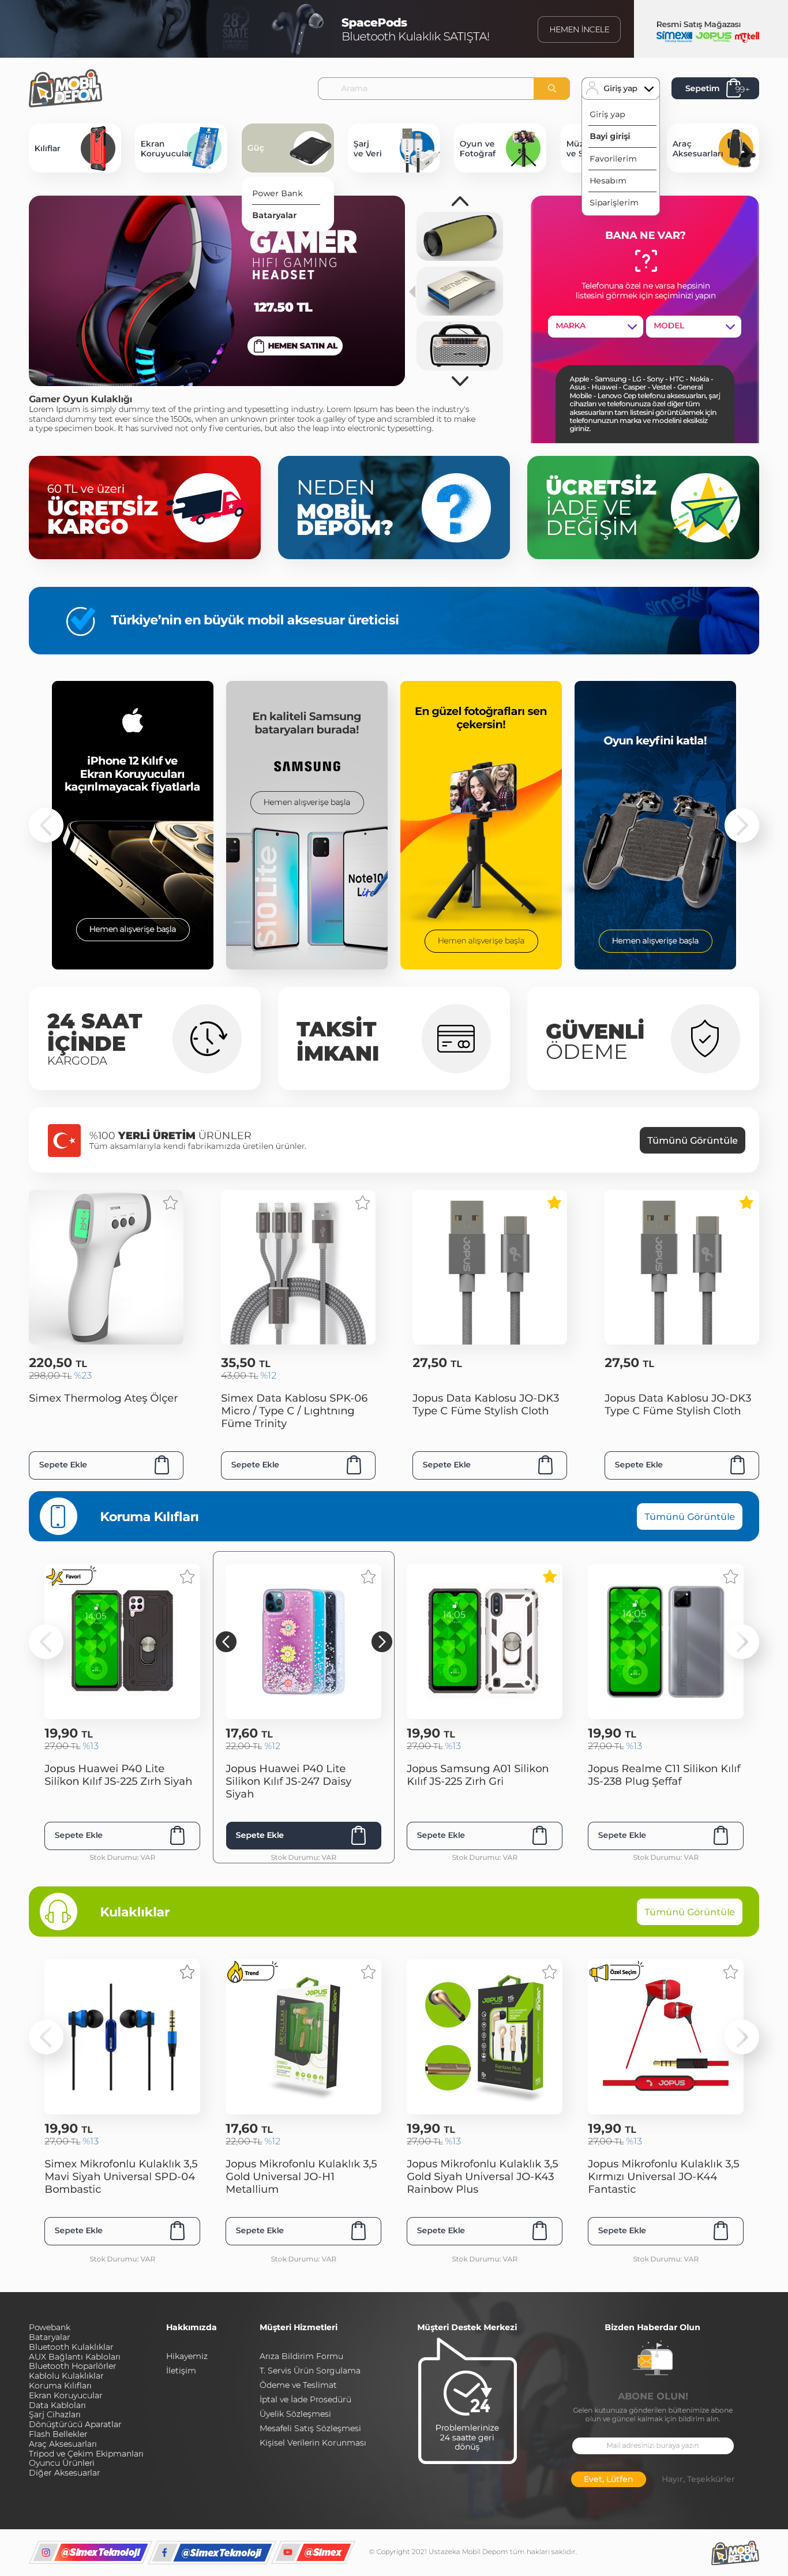 28
SAATE
SpacePods
Bluetooth Kulaklık SATIŞTA!
HEMEN İNCELE
Resmi Satış Mağazası
SİMEX
JOPUS
mytell
MOBİL
DEPOM
Arama
Giriş yap
Sepetim
99+
Giriş yap
Bayi girişi
Favorilerim
Hesabım
Siparişlerim
Kılıflar
Ekran
Koruyucular
Güç
Şarj
ve Veri
Oyun ve
Fotoğraf
Araç
Aksesuarları
Power Bank
Bataryalar
GAMER
HIFI GAMING
HEADSET
127.50 TL
HEMEN SATIN AL
BANA NE VAR?
Telefonuna özel ne varsa hepsinin
listesini görmek için seçiminizi yapın
MARKA
MODEL
Apple - Samsung - LG - Sony - HTC - Nokia -
Asus - Huawei - Casper - Vestel - General
Mobile - Lenovo Cep telefonu aksesuarları, şarj
cihazları ve telefonunuza özel diğer tüm
aksesuarların tam listesini görüntülemek için
telefonunuzun marka ve modelini eksiksiz
giriniz.
Gamer Oyun Kulaklığı
Lorem Ipsum is simply dummy text of the printing and typesetting industry. Lorem Ipsum has been the industry's
standard dummy text ever since the 1500s, when an unknown printer took a galley of type and scrambled it to make
a type specimen book. It has survived not only five centuries, but also the leap into electronic typesetting.
60 TL ve üzeri
ÜCRETSİZ
KARGO
NEDEN
MOBİL
DEPOM?
ÜCRETSİZ
İADE VE
DEĞİŞİM
Türkiye'nin en büyük mobil aksesuar üreticisi
simex
iPhone 12 Kılıf ve
Ekran Koruyucuları
kaçırılmayacak fiyatlarla
Hemen alışverişe başla
En kaliteli Samsung
bataryaları burada!
SAMSUNG
Hemen alışverişe başla
S10 Lite
Note10
Lite
En güzel fotoğrafları sen
çekersin!
Hemen alışverişe başla
Oyun keyfini katla!
Hemen alışverişe başla
24 SAAT
İÇİNDE
KARGODA
TAKSİT
İMKANI
GÜVENLİ
ÖDEME
%100 YERLİ ÜRETİM ÜRÜNLER
Tüm aksamlarıyla kendi fabrikamızda üretilen ürünler.
Tümünü Görüntüle
JOPUS
JOPUS
JOPUS
JOPUS
JOPUS
220,50 TL
298,00 TL %23
Simex Thermolog Ateş Ölçer
Sepete Ekle
35,50 TL
43,00 TL %12
Simex Data Kablosu SPK-06
Micro / Type C / Lıghtnıng
Füme Trinity
Sepete Ekle
27,50 TL
Jopus Data Kablosu JO-DK3
Type C Füme Stylish Cloth
Sepete Ekle
27,50 TL
Jopus Data Kablosu JO-DK3
Type C Füme Stylish Cloth
Sepete Ekle
Koruma Kılıfları
Tümünü Görüntüle
Favori
14:05
14:05
14:05
19,90 TL
27,00 TL %13
Jopus Huawei P40 Lite
Silikon Kılıf JS-225 Zırh Siyah
Sepete Ekle
Stok Durumu: VAR
17,60 TL
22,00 TL %12
Jopus Huawei P40 Lite
Silikon Kılıf JS-247 Daisy
Siyah
Sepete Ekle
Stok Durumu: VAR
19,90 TL
27,00 TL %13
Jopus Samsung A01 Silikon
Kılıf JS-225 Zırh Gri
Sepete Ekle
Stok Durumu: VAR
19,90 TL
27,00 TL %13
Jopus Realme C11 Silikon Kılıf
JS-238 Plug Şeffaf
Sepete Ekle
Stok Durumu: VAR
Kulaklıklar
Tümünü Görüntüle
Trend
Özel Seçim
JOPUS
METALLIUM
JOPUS
Rainbow Plus
JOPUS
19,90 TL
27,00 TL %13
Simex Mikrofonlu Kulaklık 3,5
Mavi Siyah Universal SPD-04
Bombastic
Sepete Ekle
Stok Durumu: VAR
17,60 TL
22,00 TL %12
Jopus Mikrofonlu Kulaklık 3,5
Gold Universal JO-H1
Metallium
Sepete Ekle
Stok Durumu: VAR
19,90 TL
27,00 TL %13
Jopus Mikrofonlu Kulaklık 3,5
Gold Siyah Universal JO-K43
Rainbow Plus
Sepete Ekle
Stok Durumu: VAR
19,90 TL
27,00 TL %13
Jopus Mikrofonlu Kulaklık 3,5
Kırmızı Universal JO-K44
Fantastic
Sepete Ekle
Stok Durumu: VAR
Powebank
Bataryalar
Bluetooth Kulaklıklar
AUX Bağlantı Kabloları
Bluetooth Hoparlörler
Kablolu Kulaklıklar
Koruma Kılıfları
Ekran Koruyucular
Data Kabloları
Şarj Cihazları
Dönüştürücü Aparatlar
Flash Bellekler
Araç Aksesuarları
Tripod ve Çekim Ekipmanları
Oyuncu Ürünleri
Diğer Aksesuarlar
Hakkımızda
Hikayemiz
İletişim
Müşteri Hizmetleri
Arıza Bildirim Formu
T. Servis Ürün Sorgulama
Ödeme ve Teslimat
İptal ve İade Prosedürü
Üyelik Sözleşmesi
Mesafeli Satış Sözleşmesi
Kişisel Verilerin Korunması
Müşteri Destek Merkezi
24
Problemlerinize
24 saatte geri
dönüş
Bizden Haberdar Olun
ABONE OLUN!
Gelen kutunuza gönderilen bültenimize abone
olun ve güncel kalmak için bildirim alın.
Mail adresinizi buraya yazın
Evet, Lütfen
Hayır, Teşekkürler
@SimexTeknoloji
@SimexTeknoloji
@Simex
© Copyright 2021 Ustazeka Mobil Depom tüm hakları saklıdır.
MOBİL
DEPOM